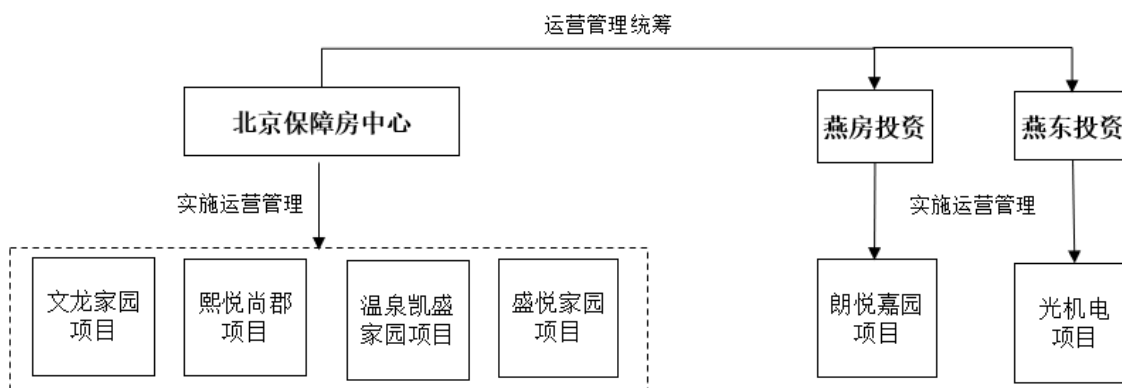 运营管理统筹
北京保障房中心
燕房投资
燕东投资
实施运营管理
实施运营管理
文龙家园
项目
熙悦尚郡
项目
温泉凯盛
家园项目
盛悦家园
项目
朗悦嘉园
项目
光机电
项目